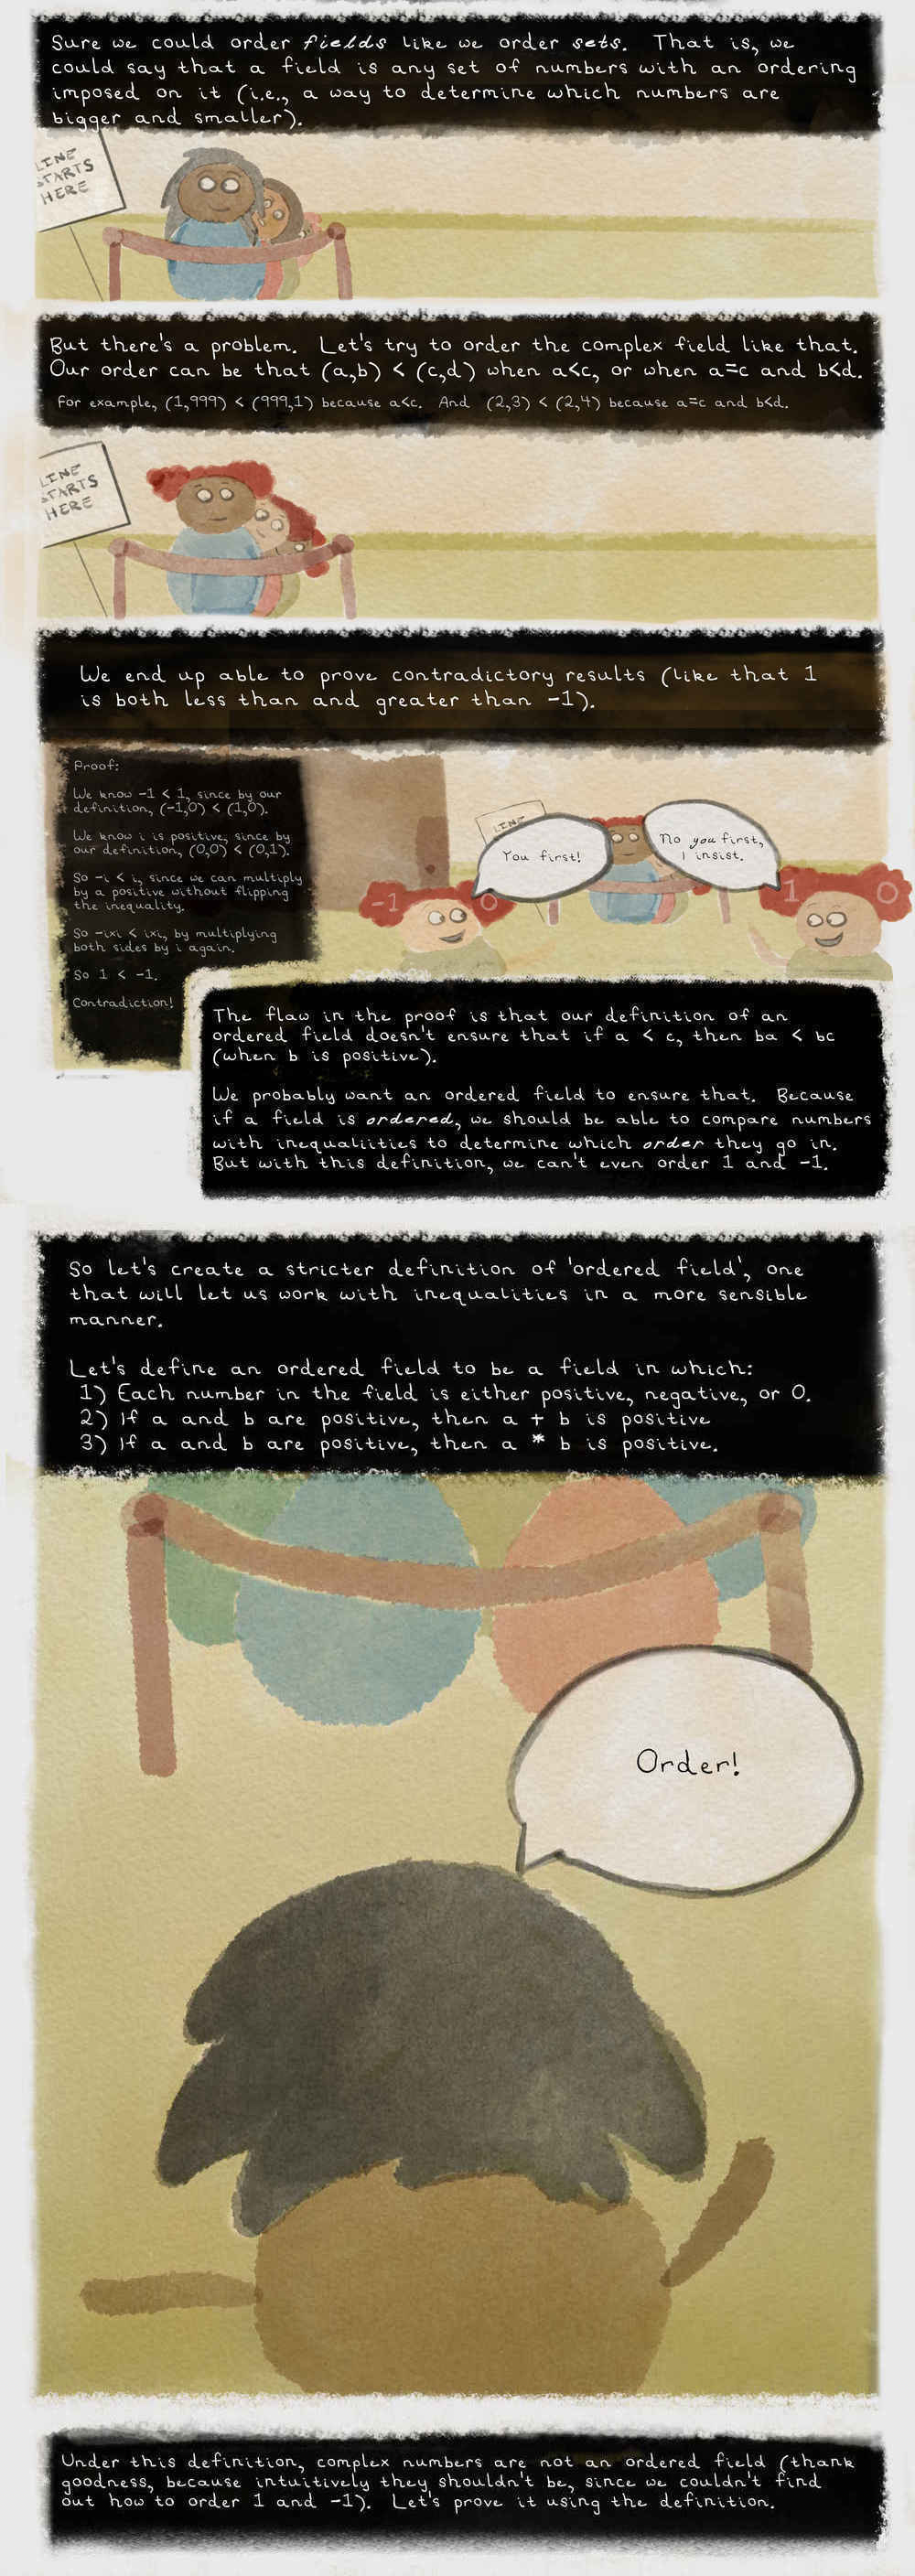 Sure we could order fields like we order sets. That is, we
could say that a field is any set of numbers with an ordering
imposed on it (i.e., a way to determine which numbers are
bigger and smaller).
LINE
STARTS
HERE
But there's a problem. Let's try to order the complex field like that.
Our order can be that (a,b) < (c,d) when a<c, or when a=c and b<d.
For example, (1,999) < (999,1) because a<c. And (2,3) < (2,4) because a=c and b<d.
LINE
STARTS
HERE
We end up able to prove contradictory results (like that 1
is both less than and greater than -1).
Proof:
We know -1 < 1, since by our
definition, (-1,0) < (1,0).
We know i is positive, since by
our definition, (0,0) < (0,1).
So -i < i, since we can multiply
by a positive without flipping
the inequality.
So -ixi < ixi, by multiplying
both sides by i again.
So 1 < -1.
Contradiction!
LINE
You first!
No you first,
I insist.
-1 0
1 0
The flaw in the proof is that our definition of an
ordered field doesn't ensure that if a < c, then ba < bc
(when b is positive).
We probably want an ordered field to ensure that. Because
if a field is ordered, we should be able to compare numbers
with inequaliities to determine which order they go in.
But with this definition, we can't even order 1 and -1.
So let's create a stricter definition of 'ordered field', one
that will let us work with inequalities in a more sensible
manner.
Let's define an ordered field to be a field in which:
1) Each number in the field is either positive, negative, or 0.
2) If a and b are positive, then a + b is positive
3) If a and b are positive, then a * b is positive.
Order!
Under this definition, complex numbers are not an ordered field (thank
goodness, because intuitively they shouldn't be, since we couldn't find
out how to order 1 and -1). Let's prove it using the definition.